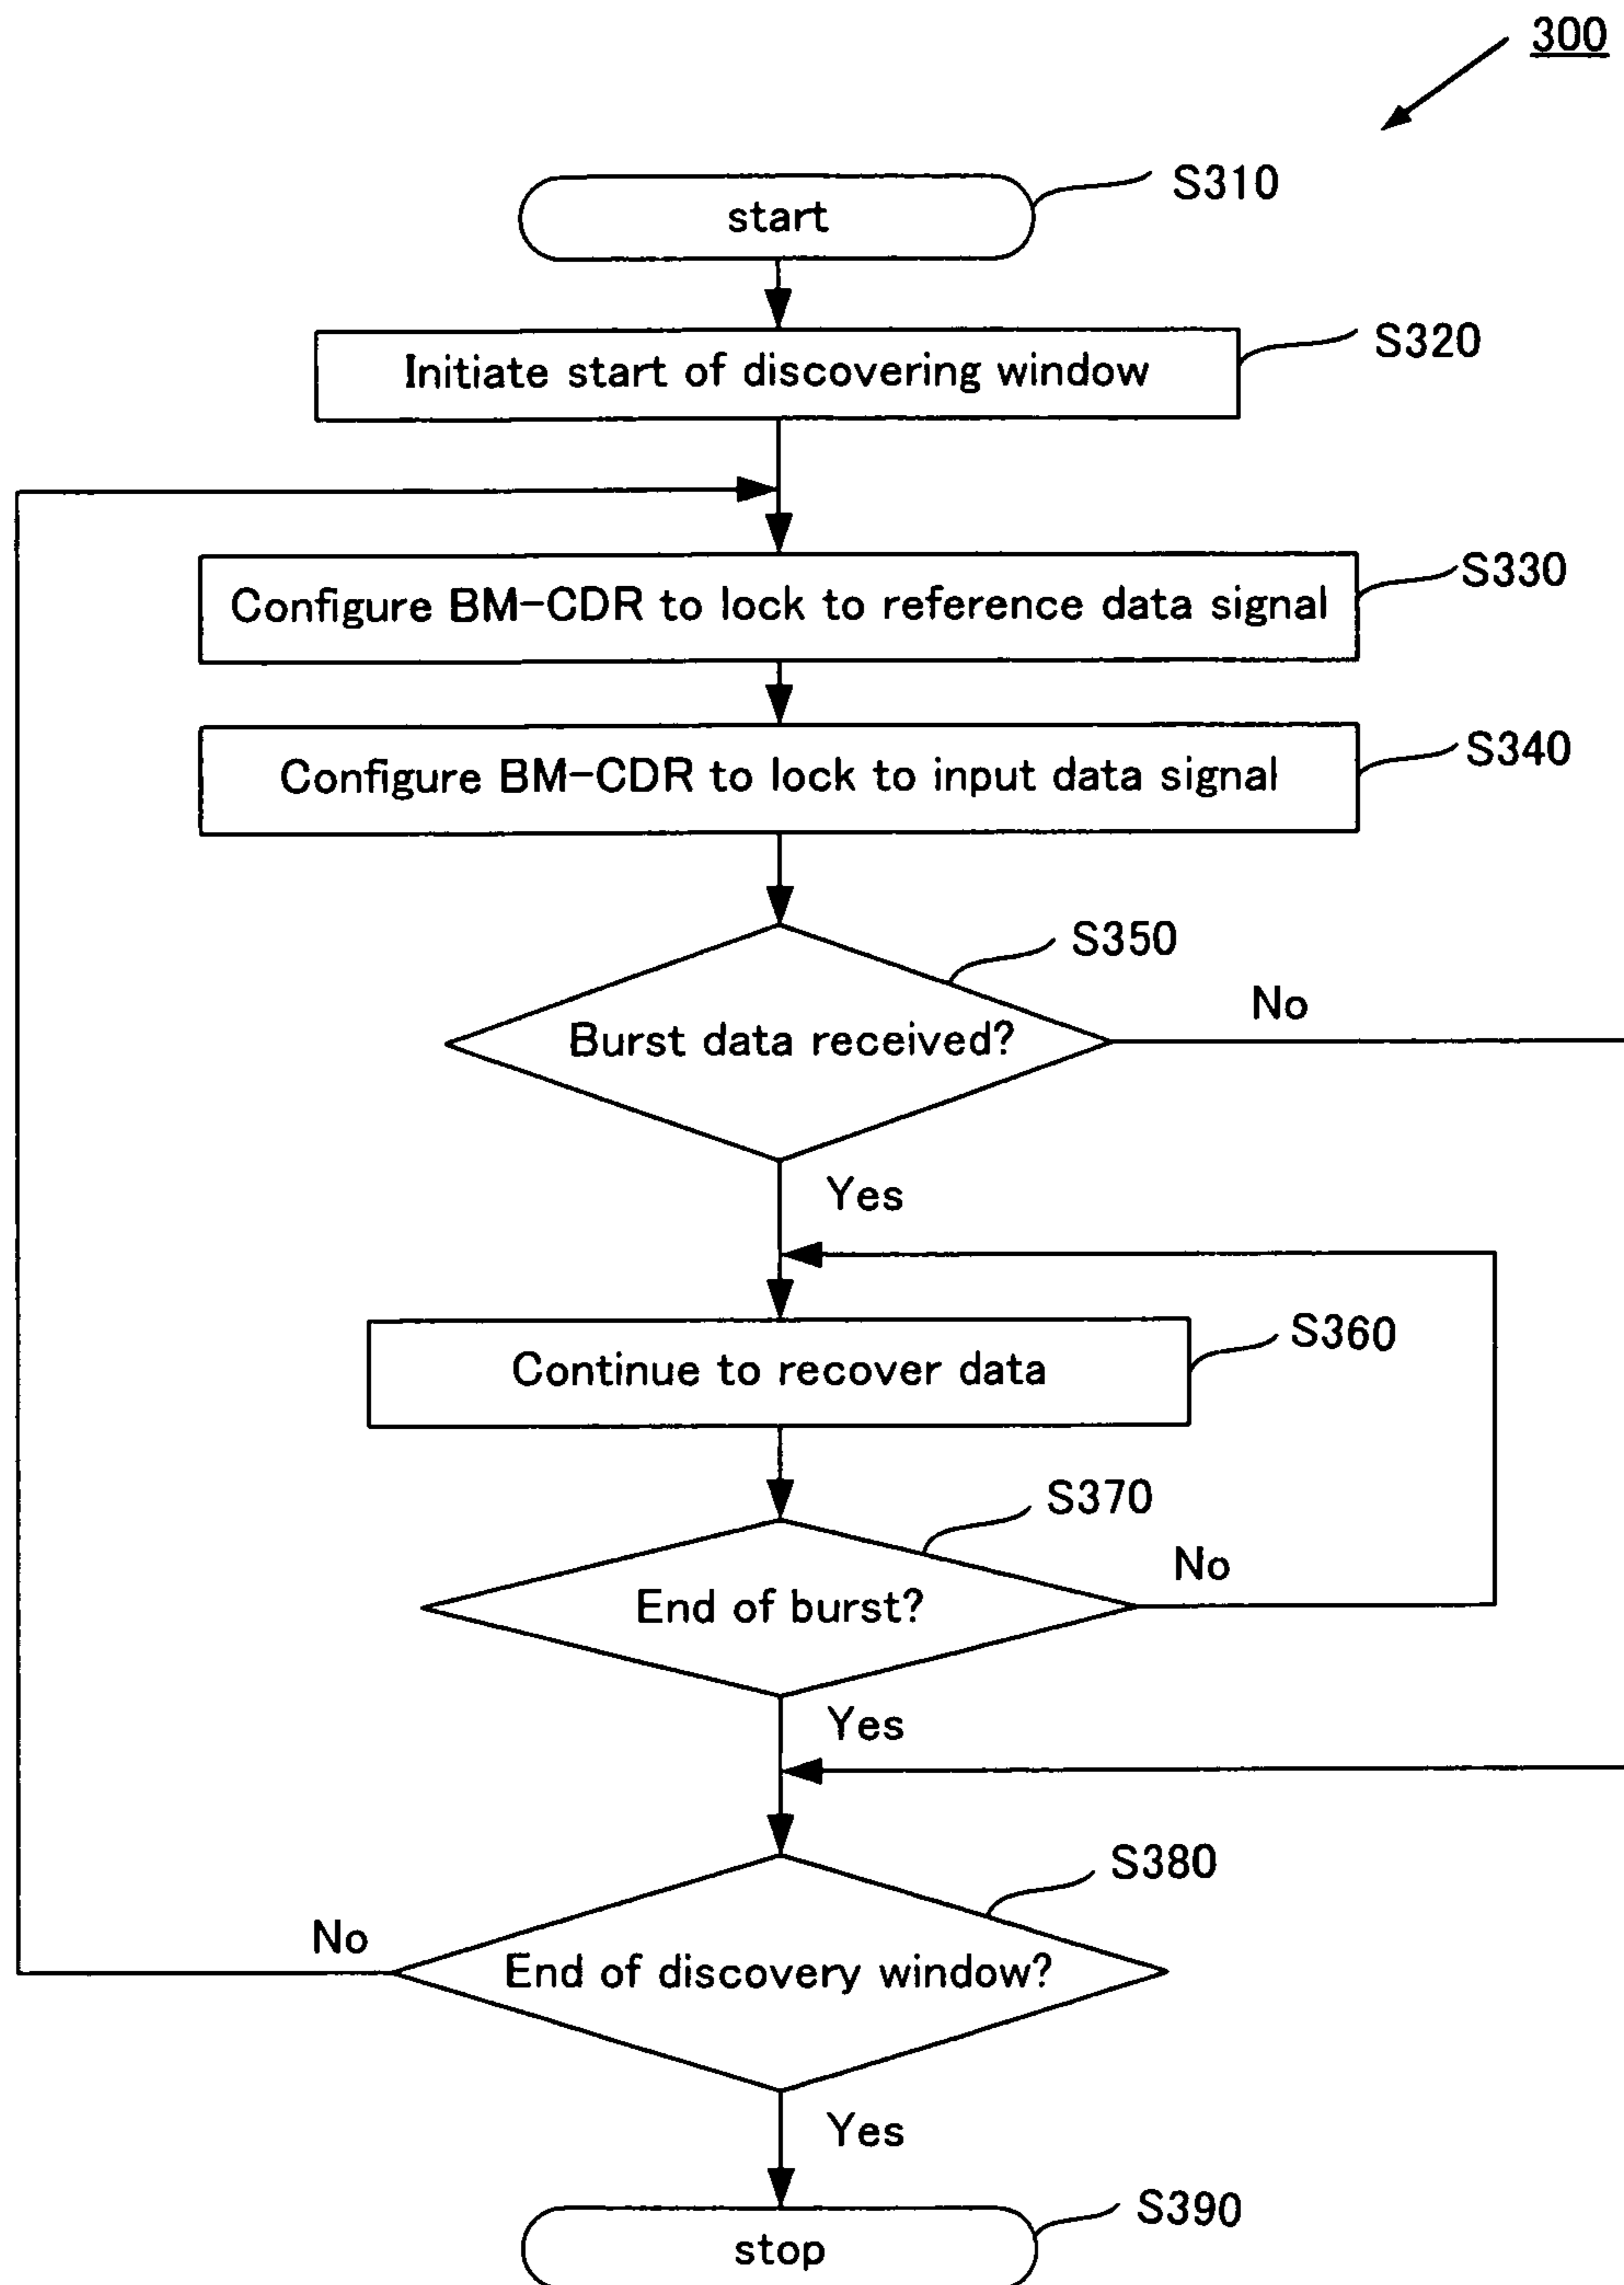 300
S310
start
S320
Initiate start of discovering window
S330
Configure BM-CDR to lock to reference data signal
S340
Configure BM-CDR to lock to input data signal
S350
No
Burst data received?
Yes
S360
Continue to recover data
S370
No
End of burst?
Yes
S380
No
End of discovery window?
Yes
S390
stop